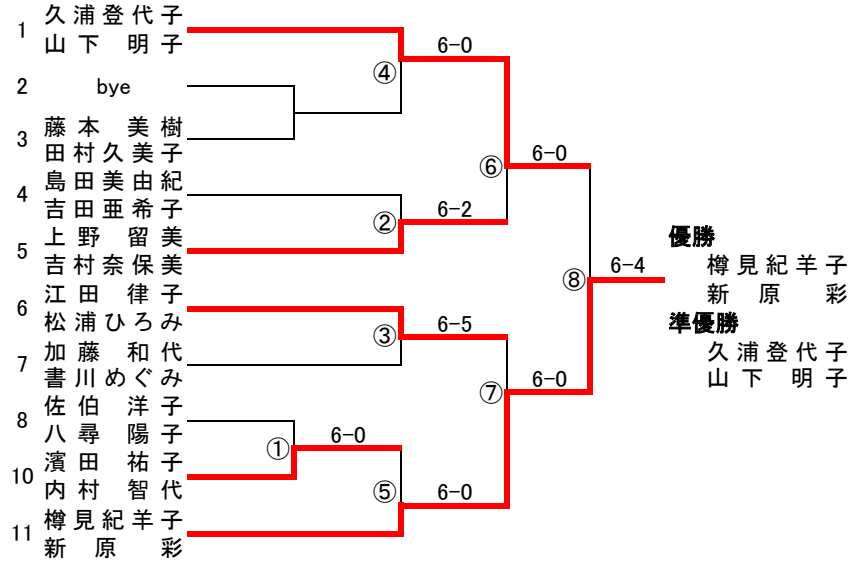 1 久浦登代子
山下 明子
2 bye
3 藤本 美樹
田村久美子
4 島田美由紀
吉田亜希子
5 上野 留美
吉村奈保美
6 江田 律子
松浦ひろみ
7 加藤 和代
書川めぐみ
8 佐伯 洋子
八尋 陽子
10 濱田 祐子
内村 智代
11 樽見紀羊子
新原 彩
① 6-0
④ 6-0
② 6-2
③ 6-5
⑤ 6-0
⑥ 6-0
⑦ 6-0
⑧ 6-4
優勝
樽見紀羊子
新原 彩
準優勝
久浦登代子
山下 明子